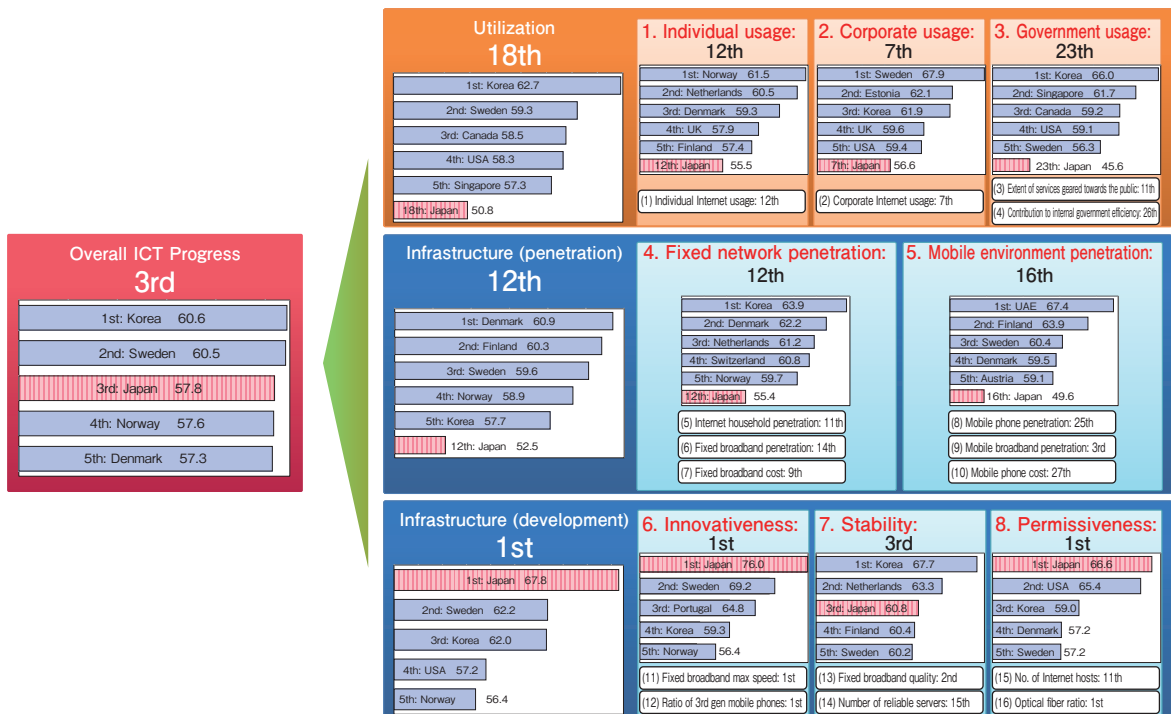 Overall ICT Progress
3rd
1st: Korea 60.6
2nd: Sweden 60.5
3rd: Japan 57.8
4th: Norway 57.6
5th: Denmark 57.3
Utilization
18th
1st: Korea 62.7
2nd: Sweden 59.3
3rd: Canada 58.5
4th: USA 58.3
5th: Singapore 57.3
18th: Japan 50.8
1. Individual usage:
12th
1st: Norway 61.5
2nd: Netherlands 60.5
3rd: Denmark 59.3
4th: UK 57.9
5th: Finland 57.4
12th: Japan 55.5
(1) Individual Internet usage: 12th
2. Corporate usage:
7th
1st: Sweden 67.9
2nd: Estonia 62.1
3rd: Korea 61.9
4th: UK 59.6
5th: USA 59.4
7th: Japan 56.6
(2) Corporate Internet usage: 7th
3. Government usage:
23th
1st: Korea 66.0
2nd: Singapore 61.7
3rd: Canada 59.2
4th: USA 59.1
5th: Sweden 56.3
23th: Japan 45.6
(3) Extent of services geared towards the public: 11th
(4) Contribution to internal government efficiency: 26th
Infrastructure (penetration)
12th
1st: Denmark 60.9
2nd: Finland 60.3
3rd: Sweden 59.6
4th: Norway 58.9
5th: Korea 57.7
12th: Japan 52.5
4. Fixed network penetration:
12th
1st: Korea 63.9
2nd: Denmark 62.2
3rd: Netherlands 61.2
4th: Switzerland 60.8
5th: Norway 59.7
12th: Japan 55.4
(5) Internet household penetration: 11th
(6) Fixed broadband penetration: 14th
(7) Fixed broadband cost: 9th
5. Mobile environment penetration:
16th
1st: UAE 67.4
2nd: Finland 63.9
3rd: Sweden 60.4
4th: Denmark 59.5
5th: Austria 59.1
16th: Japan 49.6
(8) Mobile phone penetration: 25th
(9) Mobile broadband penetration: 3rd
(10) Mobile phone cost: 27th
Infrastructure (development)
1st
1st: Japan 67.8
2nd: Sweden 62.2
3rd: Korea 62.0
4th: USA 57.2
5th: Norway 56.4
6. Innovativeness:
1st
1st: Japan 76.0
2nd: Sweden 69.2
3rd: Portugal 64.8
4th: Korea 59.3
5th: Norway 56.4
(11) Fixed broadband max speed: 1st
(12) Ratio of 3rd gen mobile phones: 1st
7. Stability:
3rd
1st: Korea 67.7
2nd: Netherlands 63.3
3rd: Japan 60.8
4th: Finland 60.4
5th: Sweden 60.2
(13) Fixed broadband quality: 2nd
(14) Number of reliable servers: 15th
8. Permissiveness:
1st
1st: Japan 66.6
2nd: USA 65.4
3rd: Korea 59.0
4th: Denmark 57.2
5th: Sweden 57.2
(15) No. of Internet hosts: 11th
(16) Optical fiber ratio: 1st